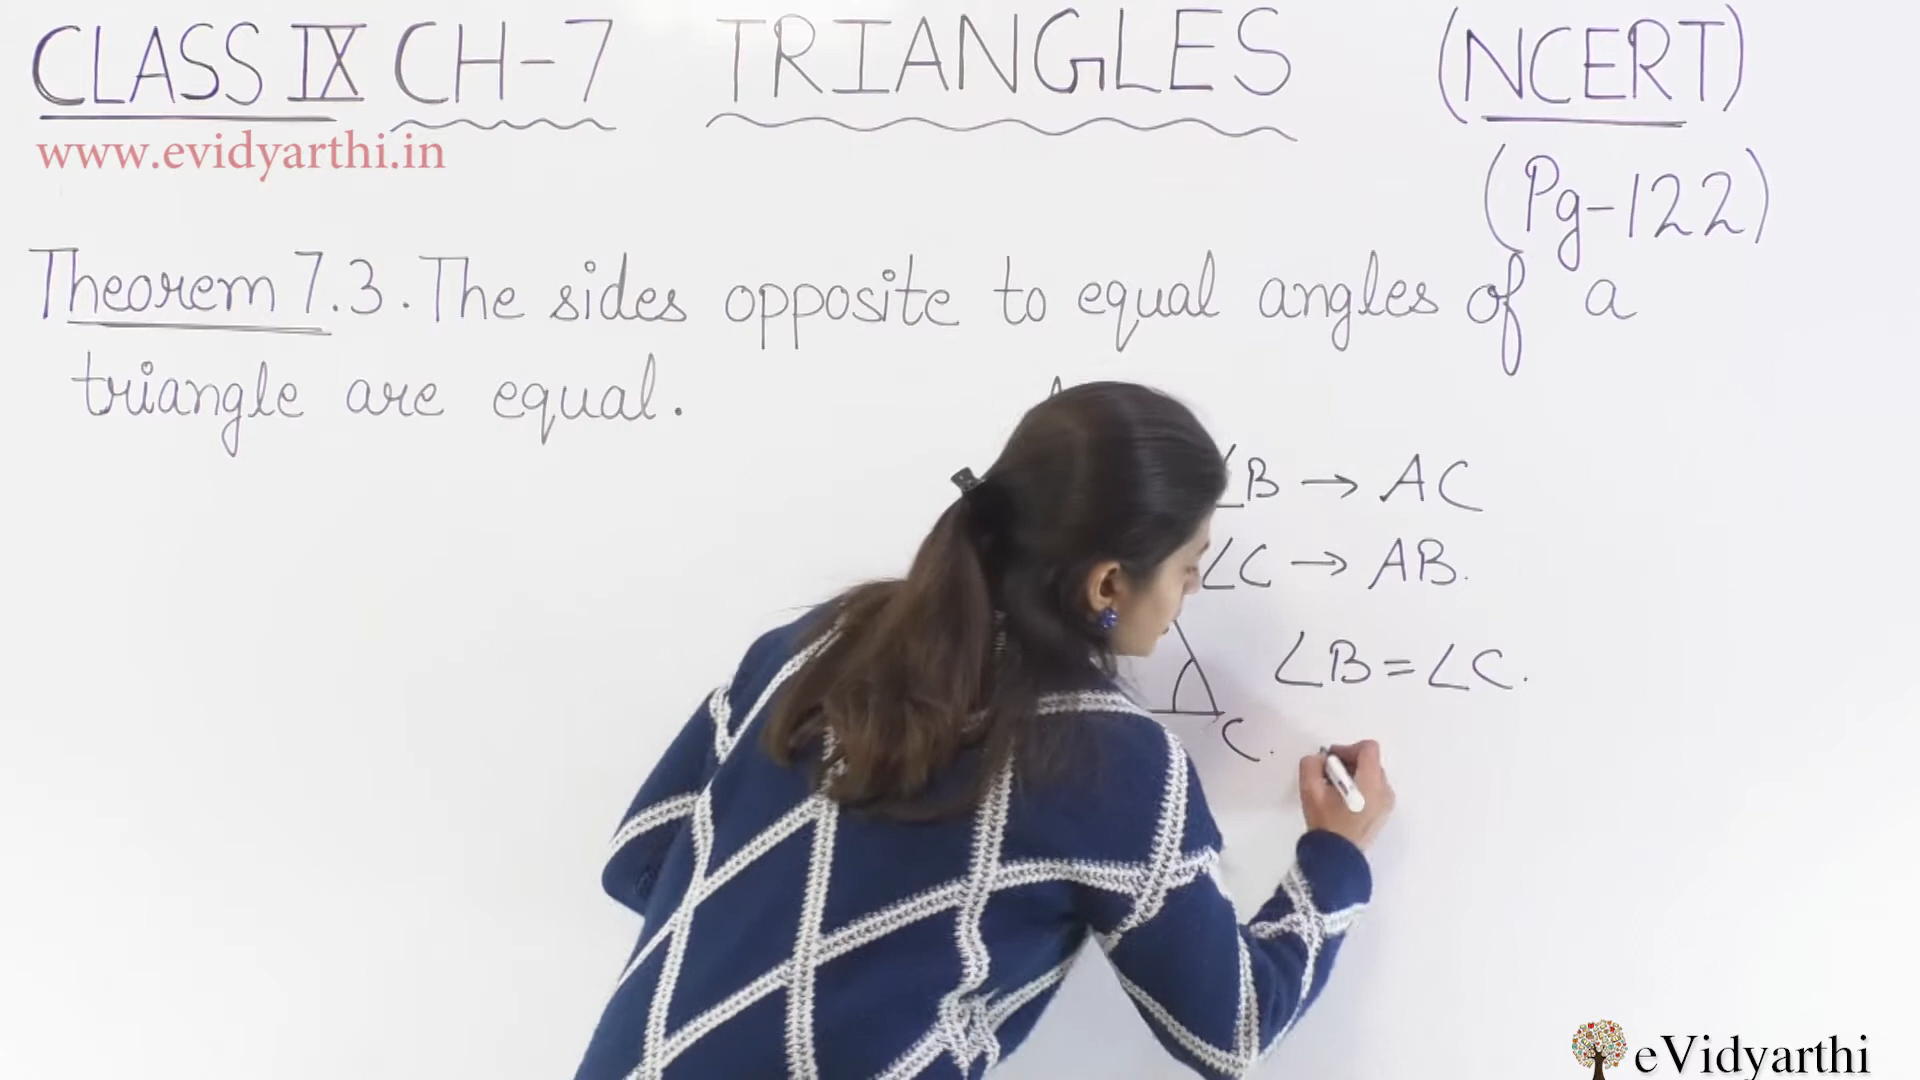 CLASS IX CH-7 TRIANGLES (NCERT)
www.evidyarthi.in
(Pg-122)
Theorem 7.3. The sides opposite to equal angles of a
triangle are equal.
∠B → AC
∠C → AB.
∠B = ∠C.
C.
eVidyarthi